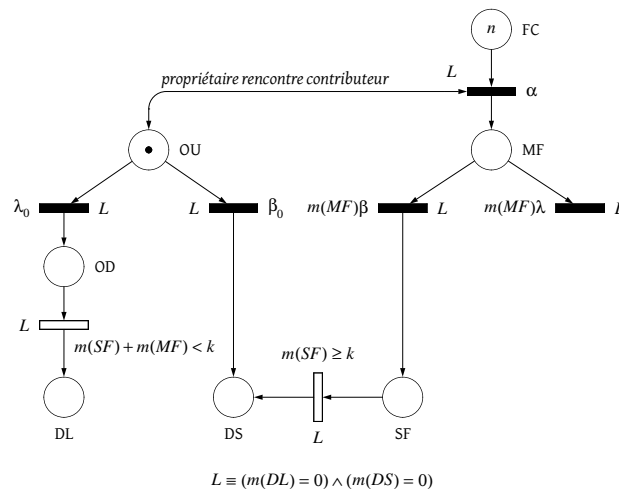 n FC
L
propriétaire rencontre contributeur
α
OU
MF
λ₀ L L β₀ m(MF)β L m(MF)λ L
OD
L
m(SF) + m(MF) < k
m(SF) ≥ k
DL DS L SF
L ≡ (m(DL) = 0) ∧ (m(DS) = 0)